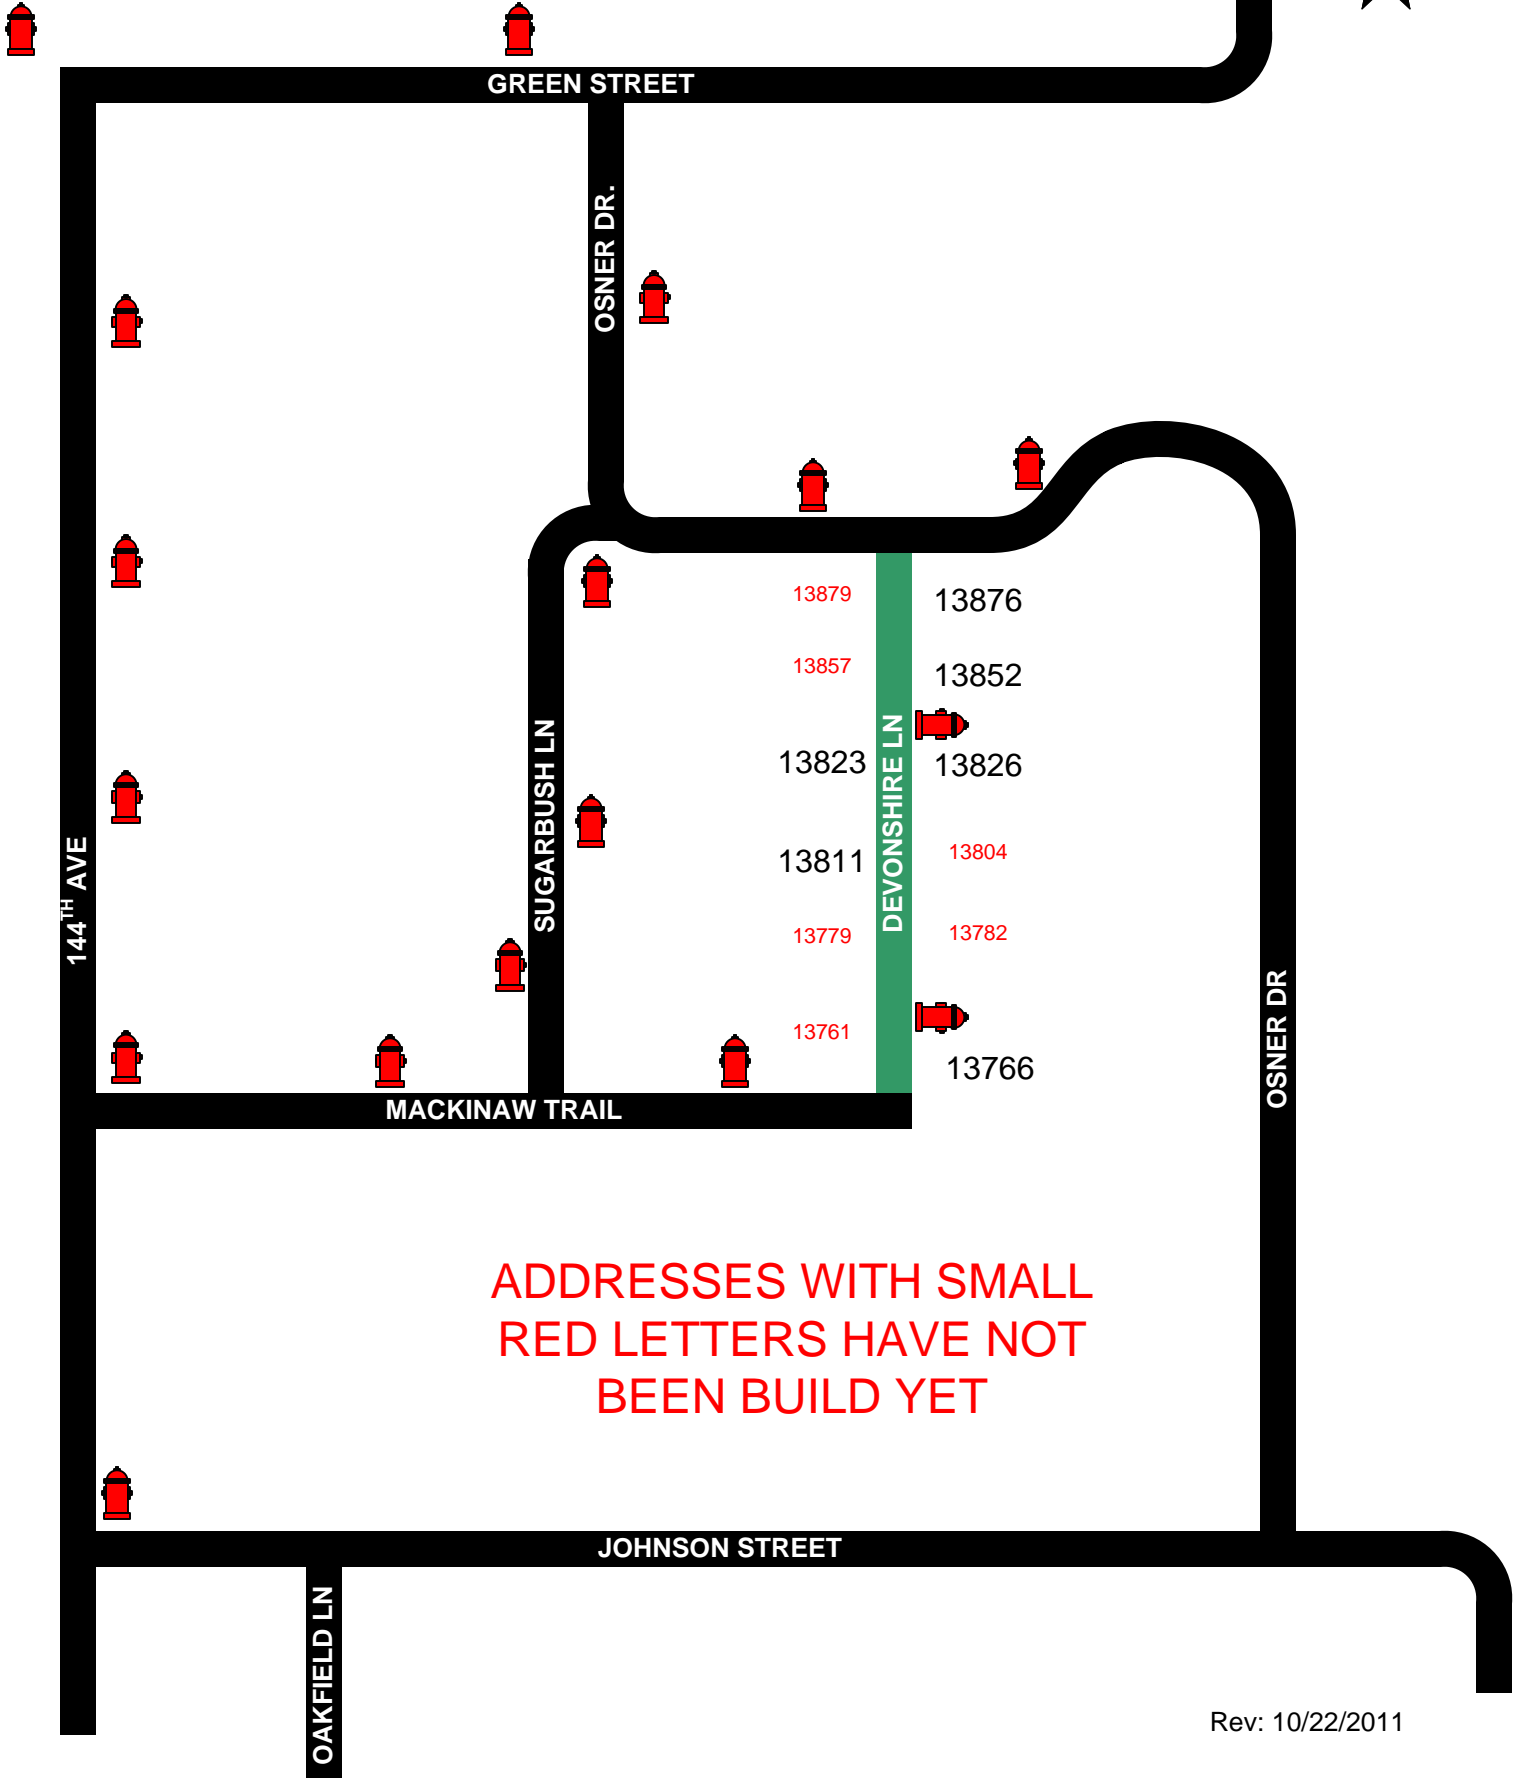 GREEN STREET
OSNER DR.
13879
13876
13857
13852
SUGARBUSH LN
DEVONSHIRE LN
13823
13826
144TH AVE
13811
13804
13779
13782
OSNER DR
13761
13766
MACKINAW TRAIL
ADDRESSES WITH SMALL
RED LETTERS HAVE NOT
BEEN BUILD YET
JOHNSON STREET
OAKFIELD LN
Rev: 10/22/2011